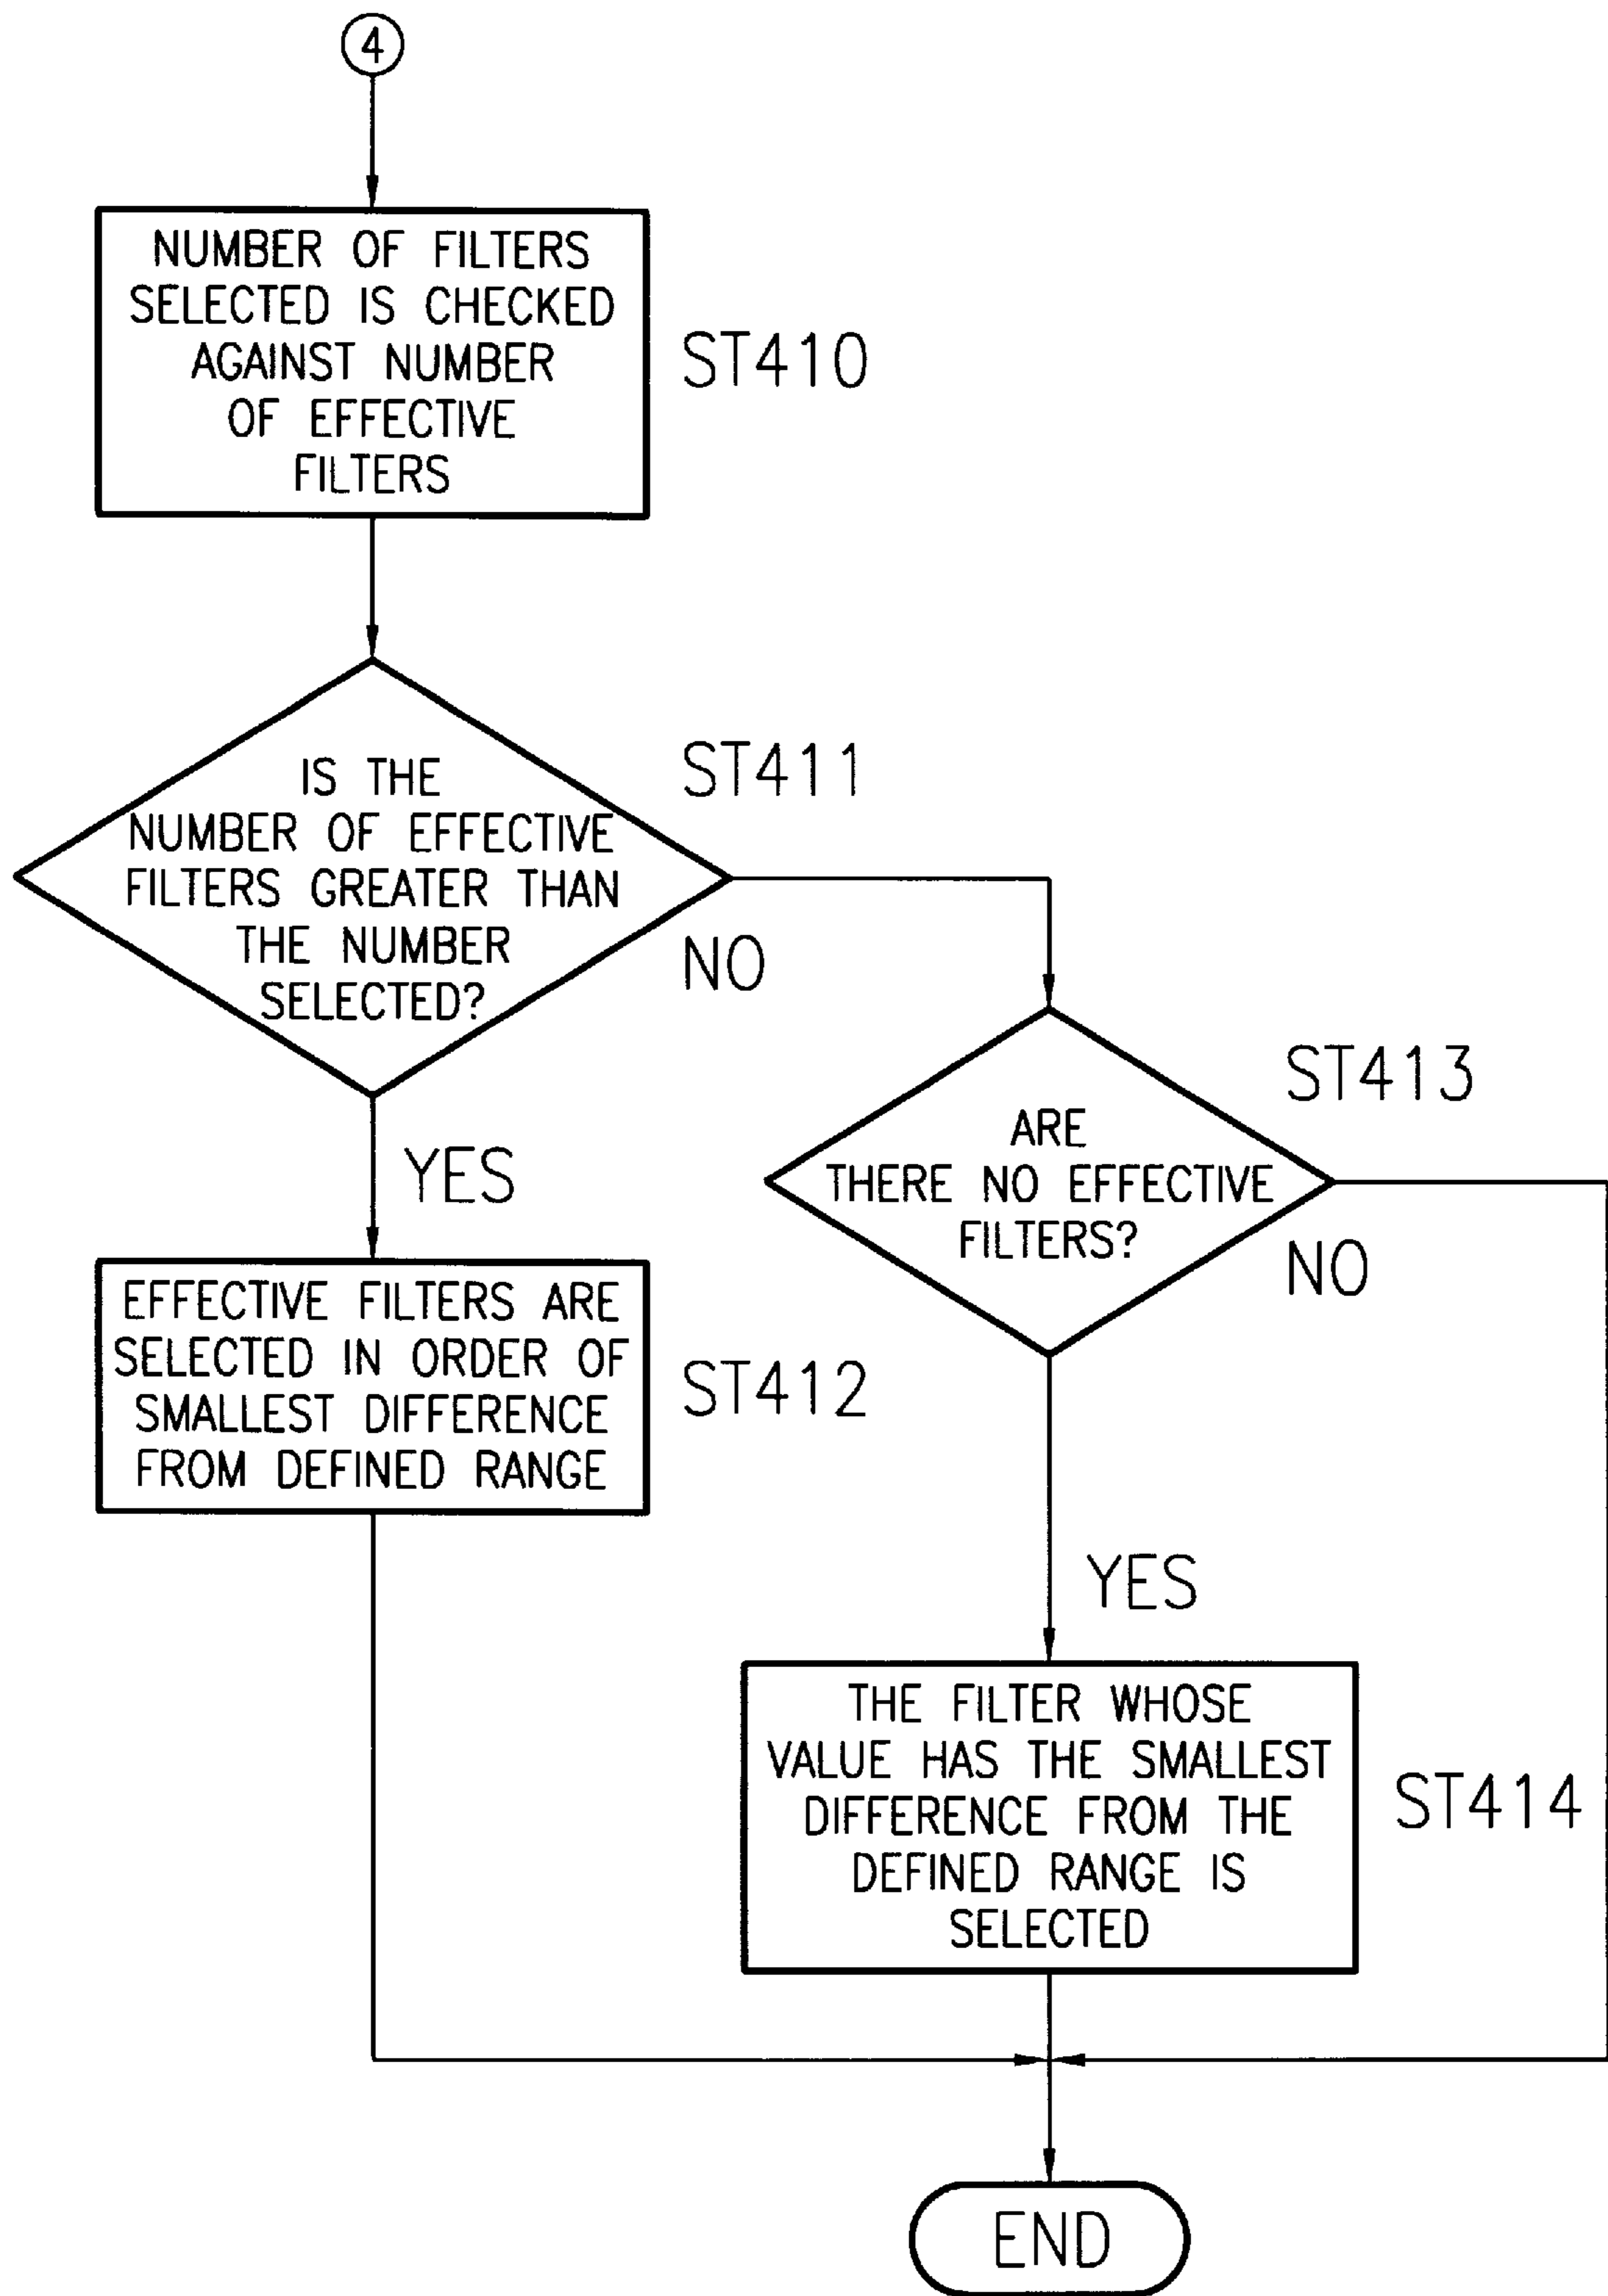 4
NUMBER OF FILTERS
SELECTED IS CHECKED
AGAINST NUMBER
OF EFFECTIVE
FILTERS
ST410
IS THE
NUMBER OF EFFECTIVE
FILTERS GREATER THAN
THE NUMBER
SELECTED?
ST411
NO
YES
EFFECTIVE FILTERS ARE
SELECTED IN ORDER OF
SMALLEST DIFFERENCE
FROM DEFINED RANGE
ST412
ARE
THERE NO EFFECTIVE
FILTERS?
ST413
NO
YES
THE FILTER WHOSE
VALUE HAS THE SMALLEST
DIFFERENCE FROM THE
DEFINED RANGE IS
SELECTED
ST414
END